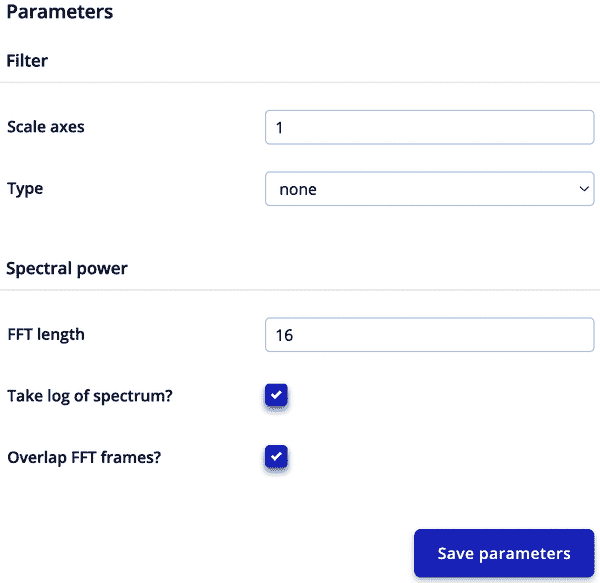 Parameters
Filter
Scale axes
1
Type
none
Spectral power
FFT length
16
Take log of spectrum?
Overlap FFT frames?
Save parameters